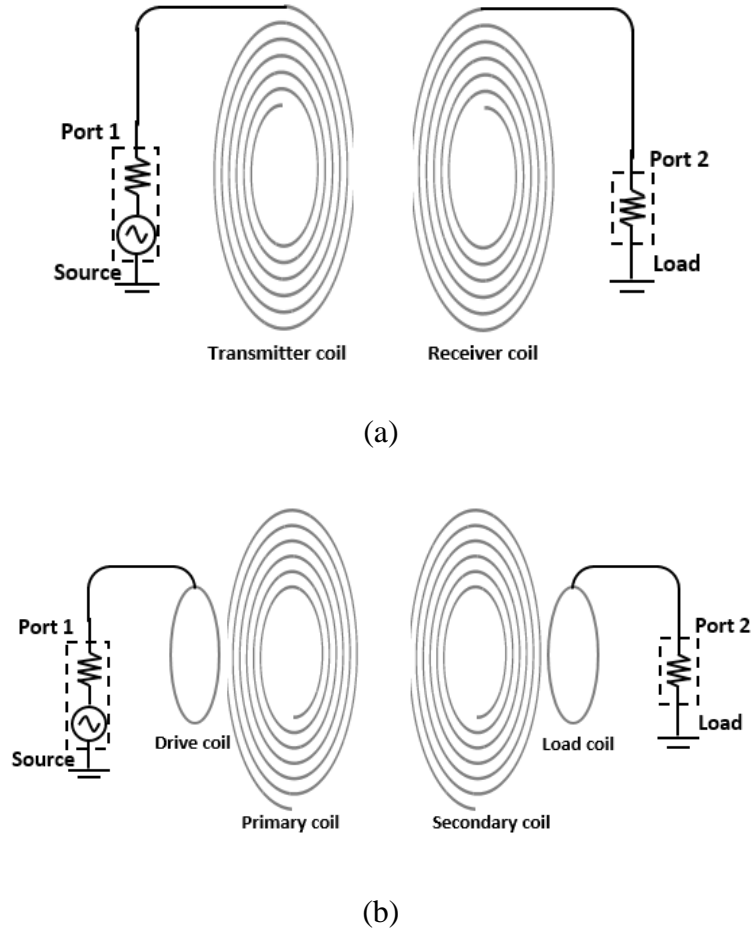 Port 1
Port 2
Source
Load
Transmitter coil
Receiver coil
(a)
Port 1
Port 2
Drive coil
Load coil
Source
Load
Primary coil
Secondary coil
(b)